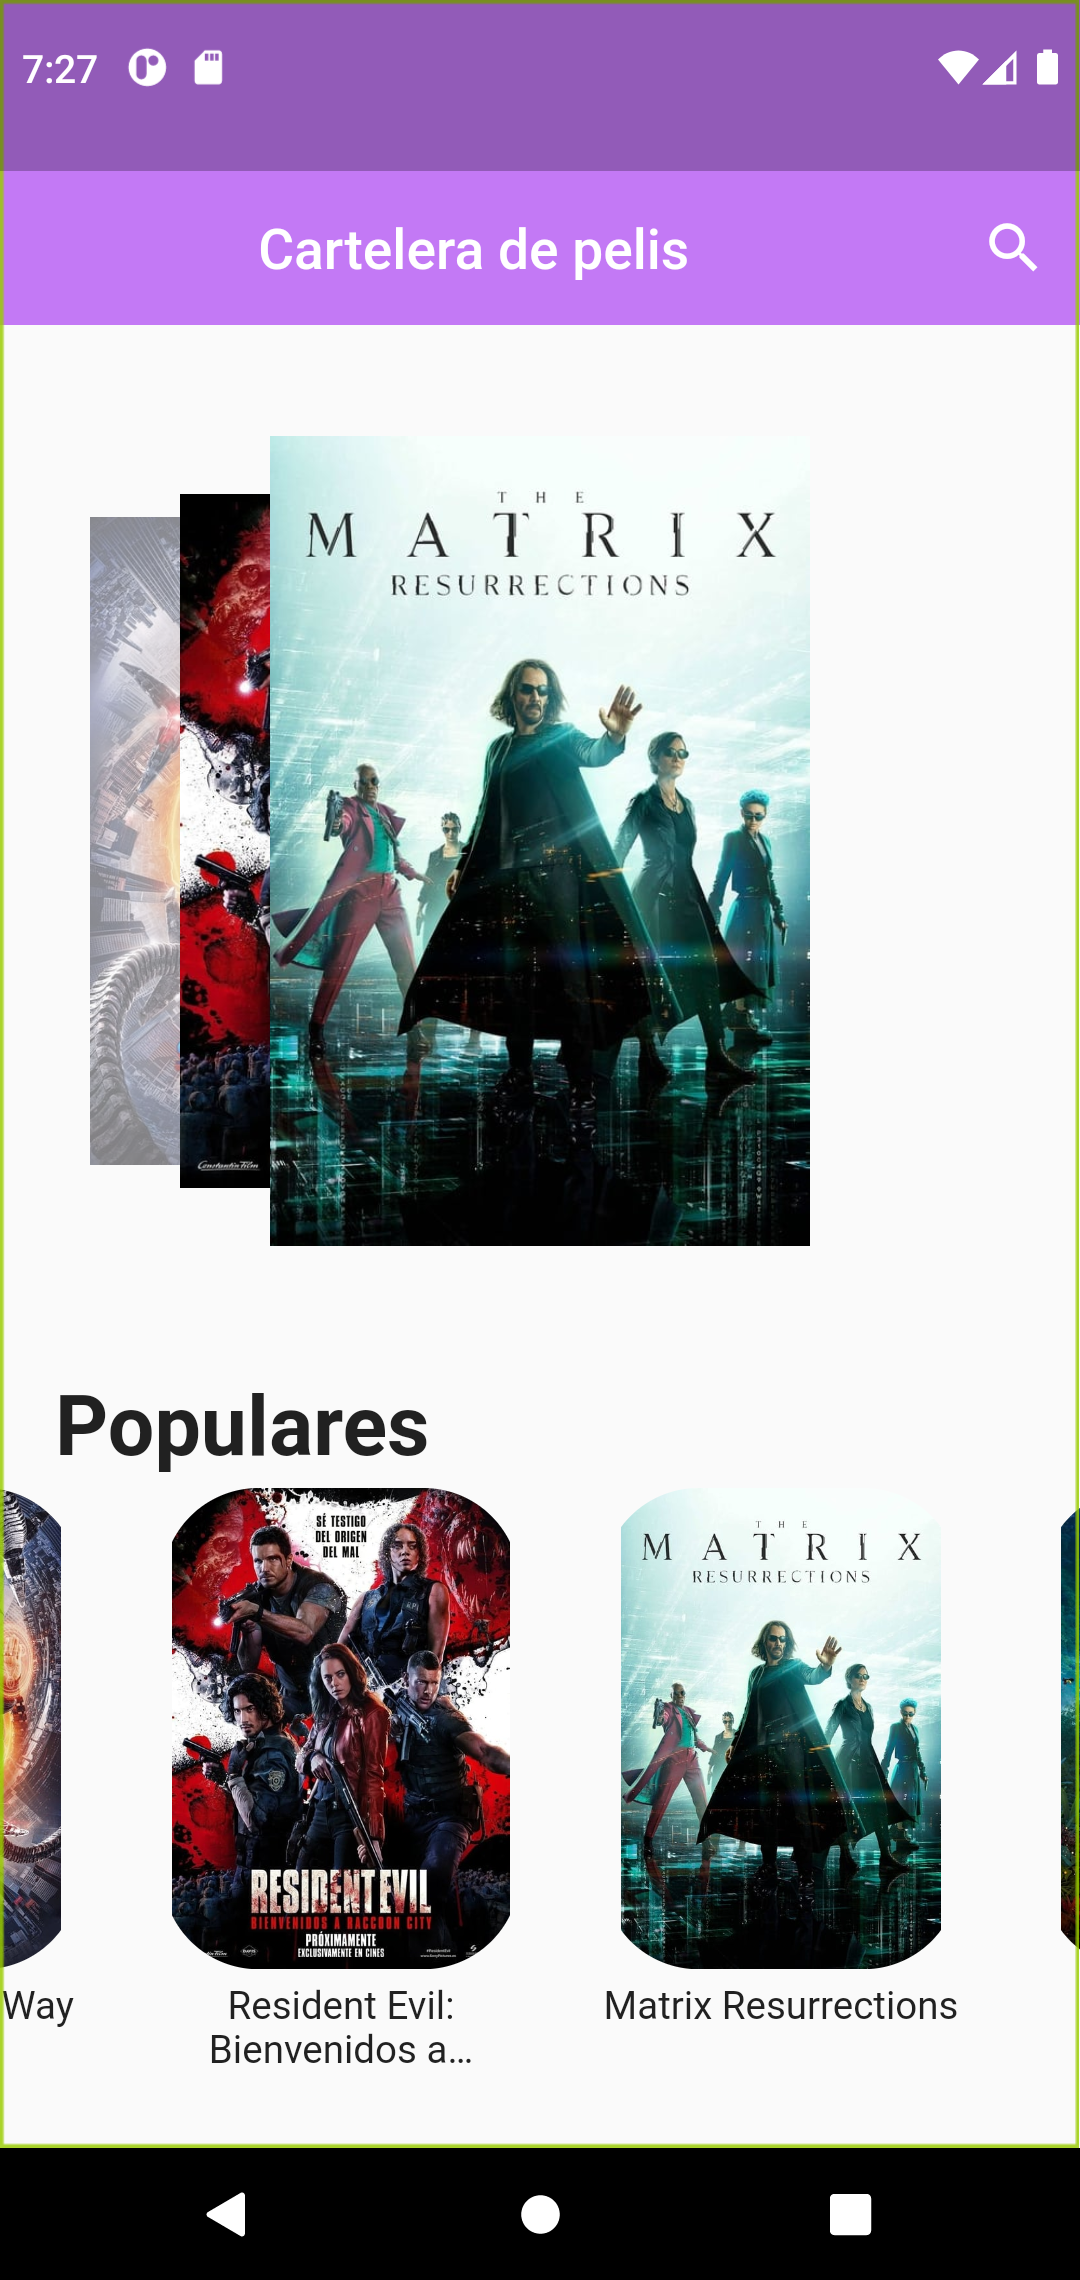 7:27
Cartelera de pelis
THE
MATRIX
RESURRECTIONS
Constantin Film
Populares
SÉ TESTIGO
DEL ORIGEN
DEL MAL
RESIDENT EVIL
BIENVENIDOS A RACCOON CITY
PRÓXIMAMENTE
EXCLUSIVAMENTE EN CINES
THE
MATRIX
RESURRECTIONS
Way
Resident Evil:
Bienvenidos a...
Matrix Resurrections